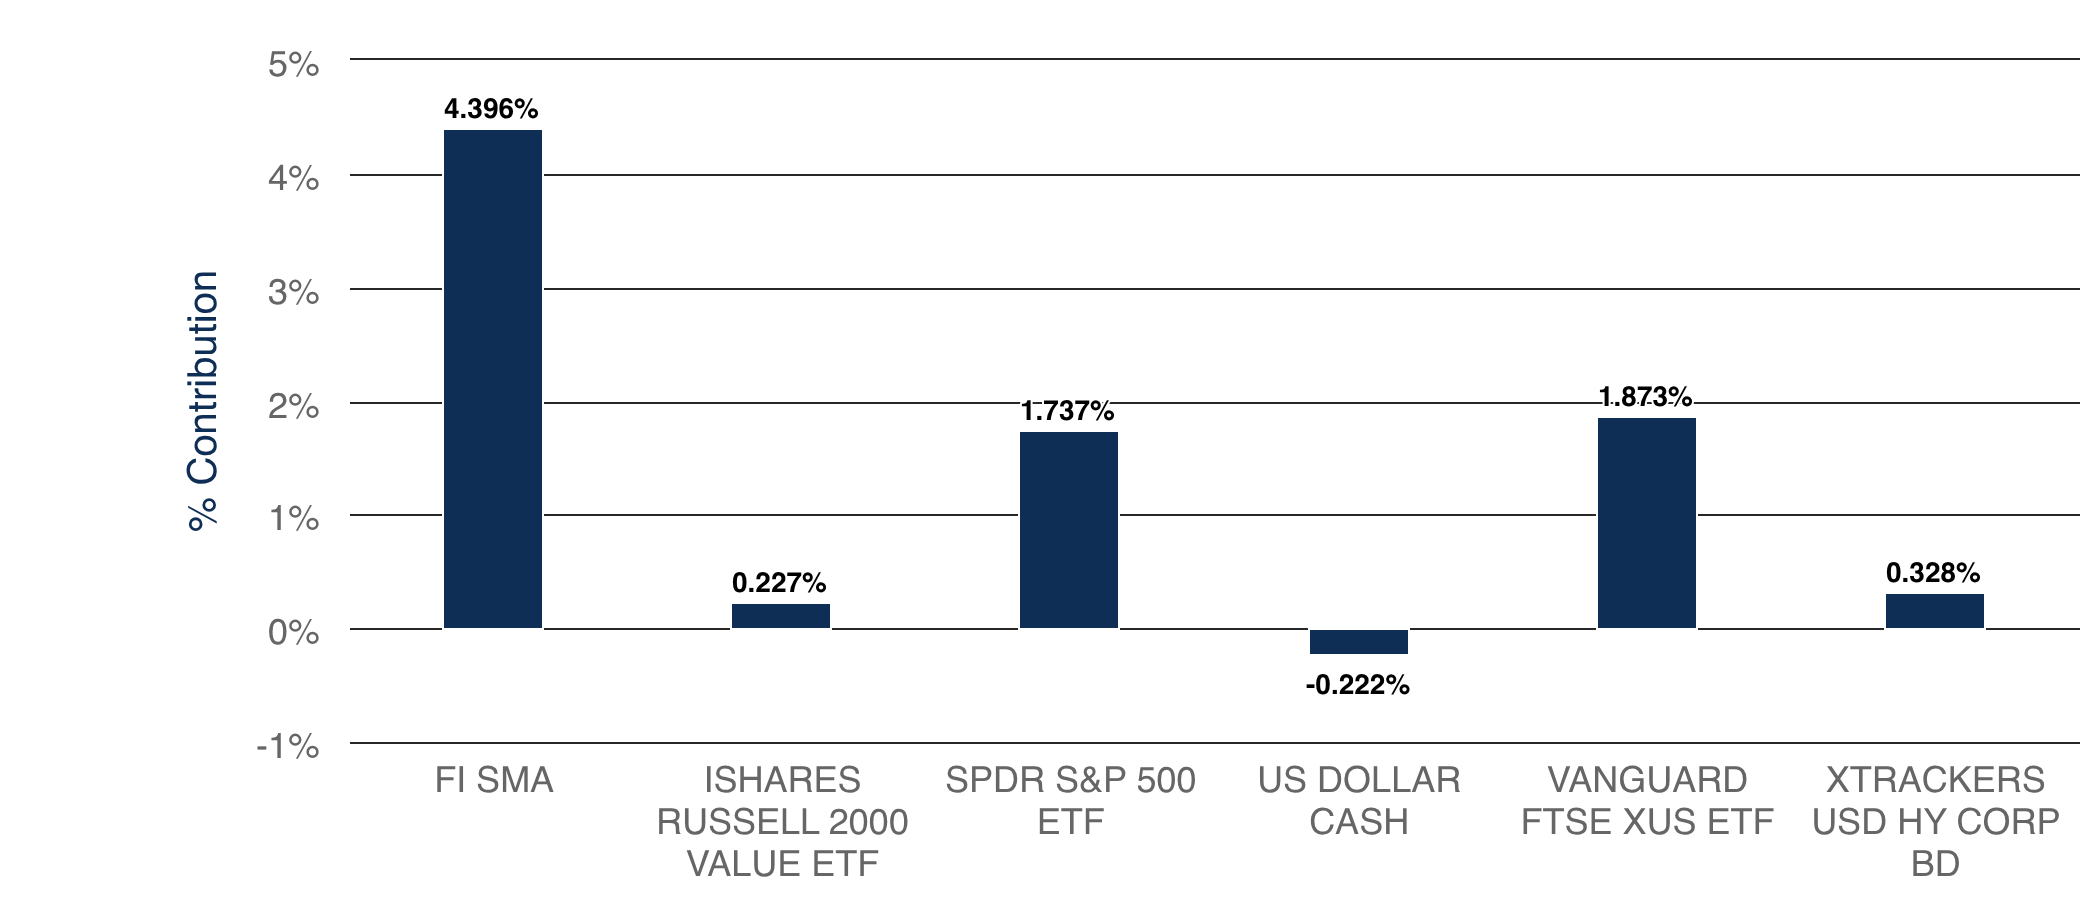 5%
4.396%
4%
3%
% Contribution
2%
1.737%
1.873%
1%
0.227%
0.328%
0%
-0.222%
-1%
FI SMA
ISHARES
RUSSELL 2000
VALUE ETF
SPDR S&P 500
ETF
US DOLLAR
CASH
VANGUARD
FTSE XUS ETF
XTRACKERS
USD HY CORP
BD